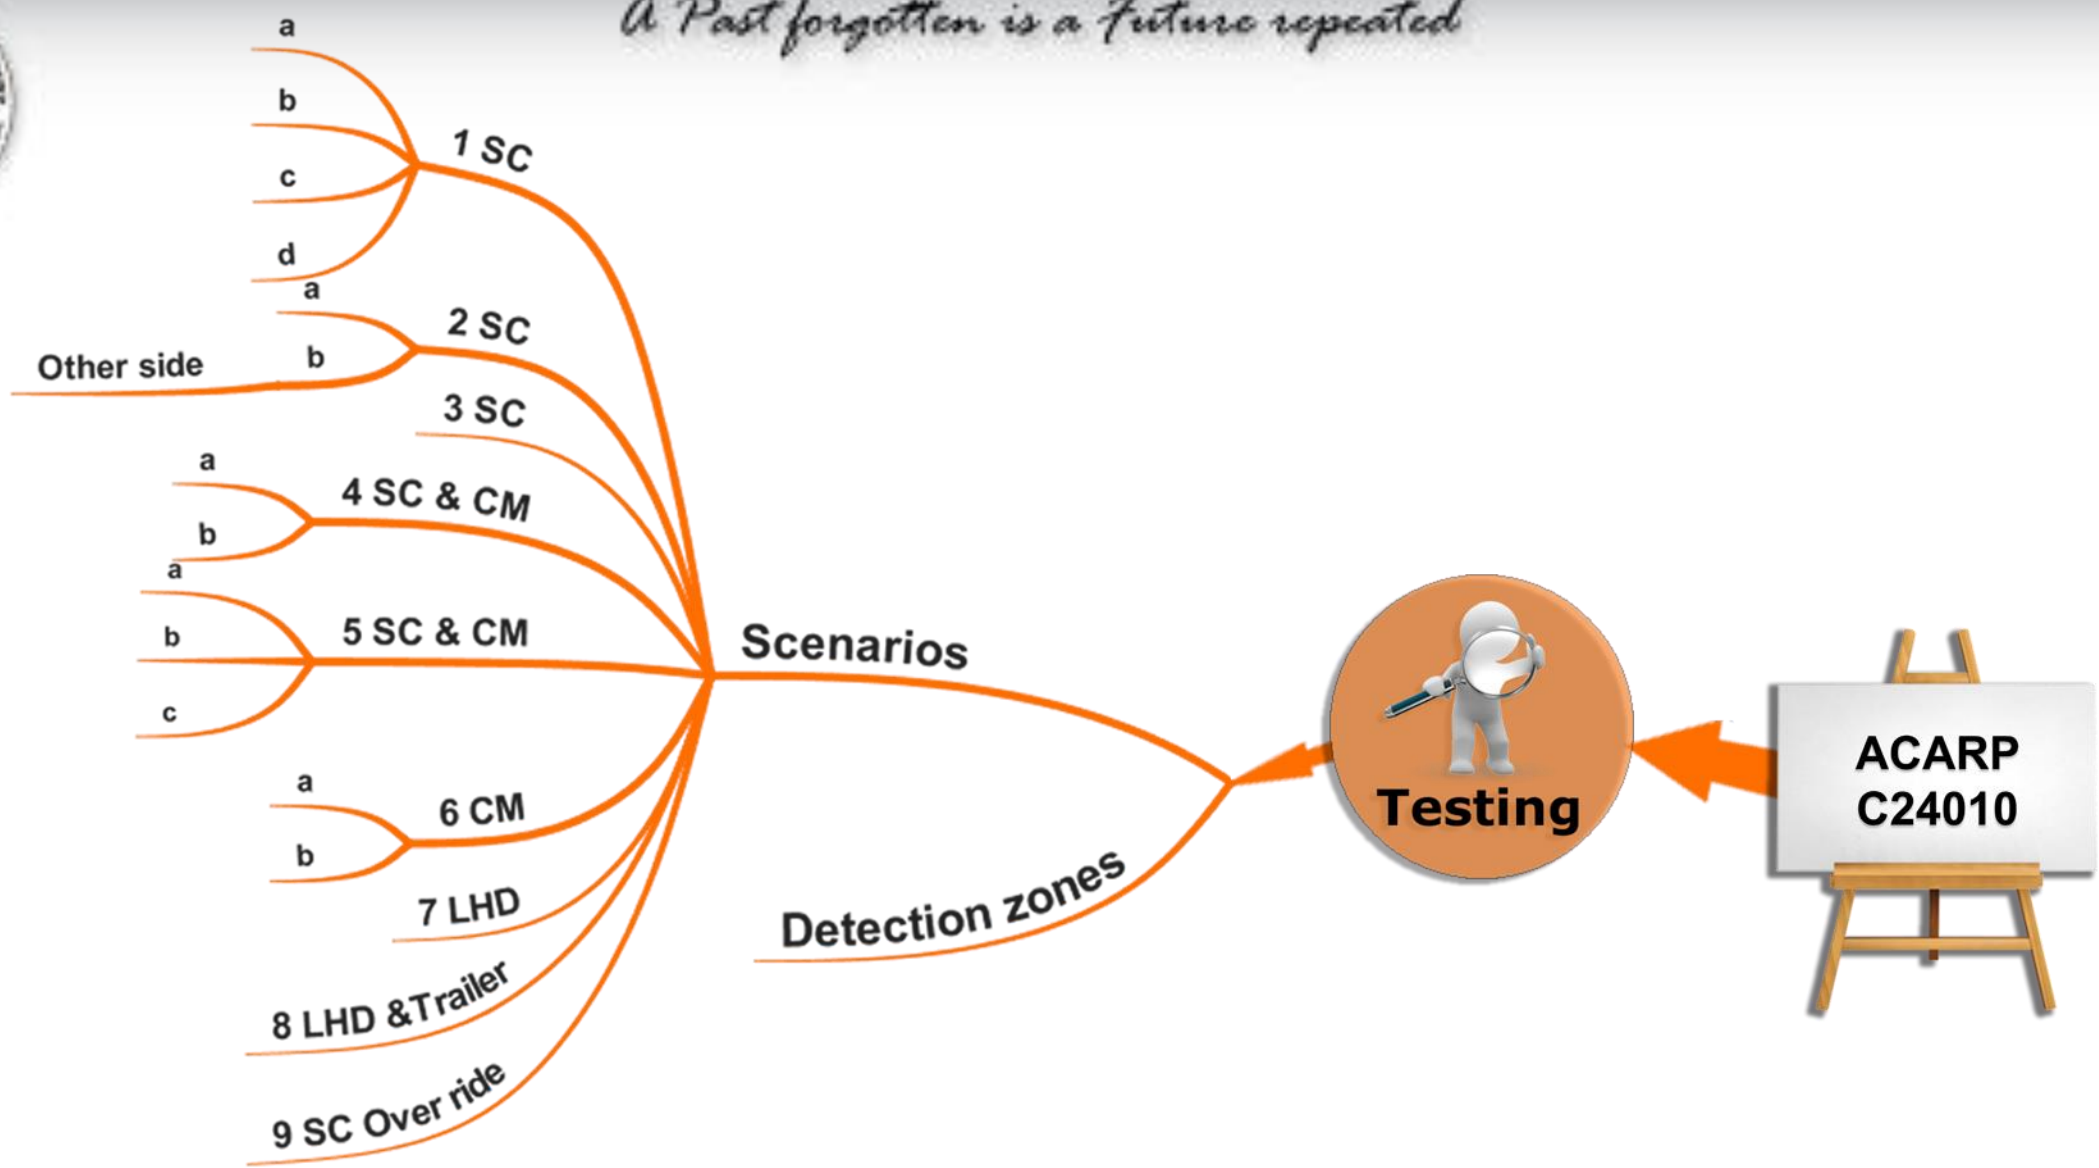 A Past forgotten is a Future repeated
a
b
c
d
1 SC
a
b
Other side
2 SC
3 SC
a
b
4 SC & CM
a
b
c
5 SC & CM
a
b
6 CM
7 LHD
8 LHD &Trailer
9 SC Over ride
Scenarios
Detection zones
Testing
ACARP
C24010